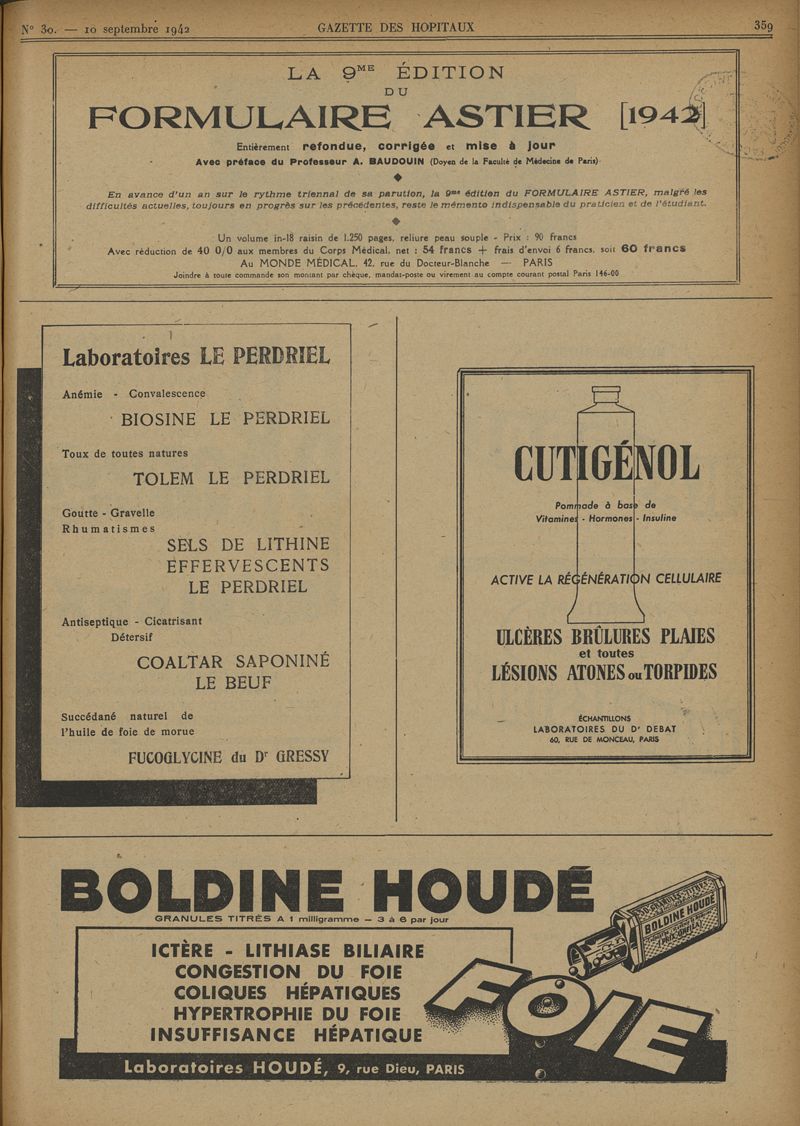 N° 30. — 10 septembre 1942
GAZETTE DES HOPITAUX
359
LA 9ME ÉDITION
DU
FORMULAIRE ASTIER [1942]
Entièrement refondue, corrigée et mise à jour
Avec préface du Professeur A. BAUDOUIN (Doyen de la Faculté de Médecine de Paris)
En avance d'un an sur le rythme triennal de sa parution, la 9me édition du FORMULAIRE ASTIER, malgré les
difficultés actuelles, toujours en progrès sur les précédentes, reste le mémento indispensable du praticien et de l'étudiant.
Un volume in-18 raisin de 1.250 pages, reliure peau souple - Prix : 90 francs
Avec réduction de 40 0/0 aux membres du Corps Médical, net : 54 francs + frais d'envoi 6 francs, soit 60 francs
Au MONDE MÉDICAL, 42, rue du Docteur-Blanche — PARIS
Joindre à toute commande son montant par chèque, mandat-poste ou virement au compte courant postal Paris 146-00
Laboratoires LE PERDRIEL
Anémie - Convalescence
BIOSINE LE PERDRIEL
Toux de toutes natures
TOLEM LE PERDRIEL
Goutte - Gravelle
Rhumatismes
SELS DE LITHINE
EFFERVESCENTS
LE PERDRIEL
Antiseptique - Cicatrisant
Détersif
COALTAR SAPONINÉ
LE BEUF
Succédané naturel de
l'huile de foie de morue
FUCOGLYCINE du Dr GRESSY
CUTIGÉNOL
Pommade à base de
Vitamines - Hormones - Insuline
ACTIVE LA RÉGÉNÉRATION CELLULAIRE
ULCÈRES BRÛLURES PLAIES
et toutes
LÉSIONS ATONES ou TORPIDES
ÉCHANTILLONS
LABORATOIRES DU Dr DEBAT
60, RUE DE MONCEAU, PARIS
BOLDINE HOUDÉ
GRANULES TITRÉS A 1 milligramme — 3 à 6 par jour
ICTÈRE - LITHIASE BILIAIRE
CONGESTION DU FOIE
COLIQUES HÉPATIQUES
HYPERTROPHIE DU FOIE
INSUFFISANCE HÉPATIQUE
BOLDINE HOUDÉ
FOIE
Laboratoires HOUDÉ, 9, rue Dieu, PARIS